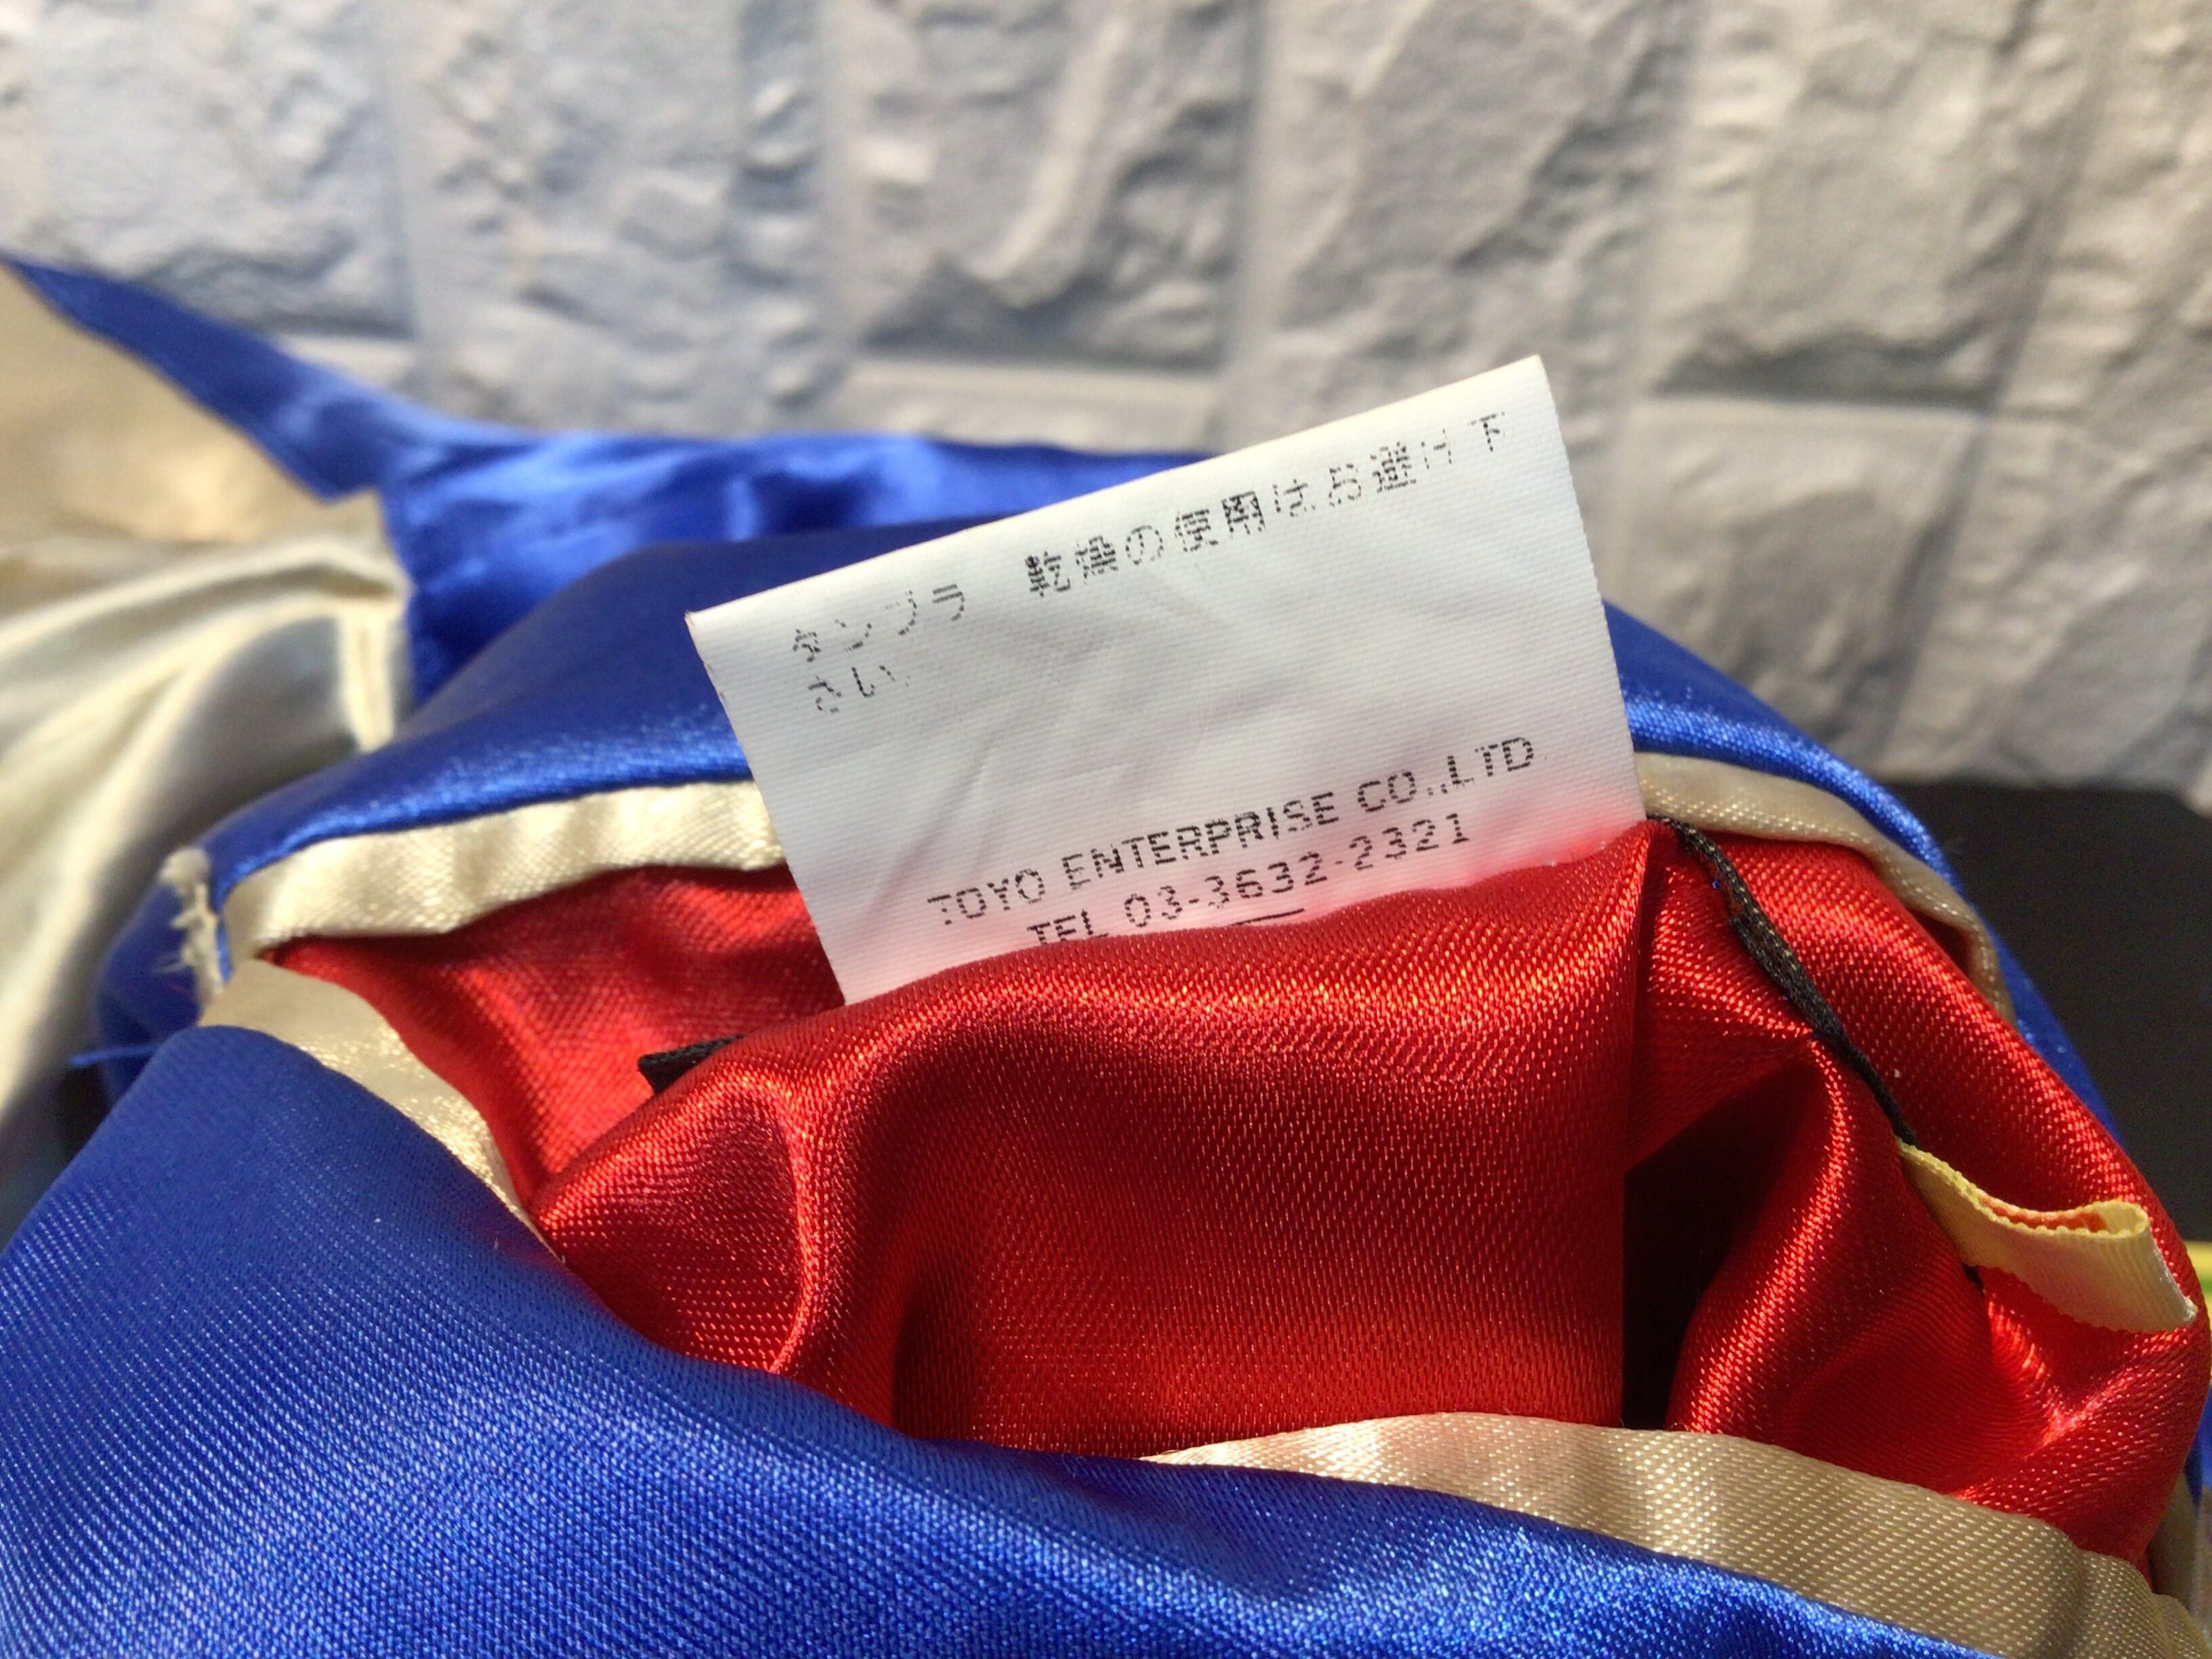 タンブラ 乾燥の使用はお避け下
さい
TOYO ENTERPRISE CO.,LTD
TEL 03-3632-2321